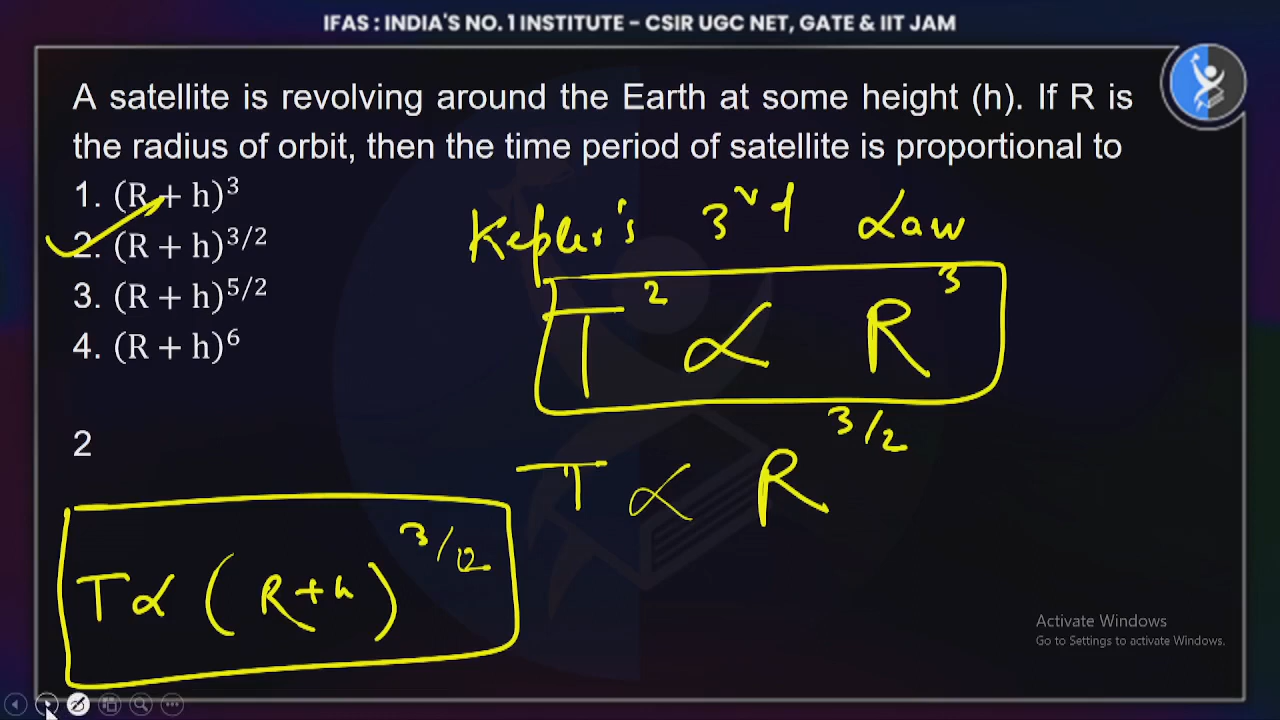 IFAS : INDIA'S NO. 1 INSTITUTE - CSIR UGC NET, GATE & IIT JAM
A satellite is revolving around the Earth at some height (h). If R is
the radius of orbit, then the time period of satellite is proportional to
1. (R + h)^3
2. (R + h)^{3/2}
3. (R + h)^{5/2}
4. (R + h)^6
Kepler's 3rd Law
T^2 ∝ R^3
2
T ∝ R^{3/2}
T ∝ (R+h)^{3/2}
Activate Windows
Go to Settings to activate Windows.